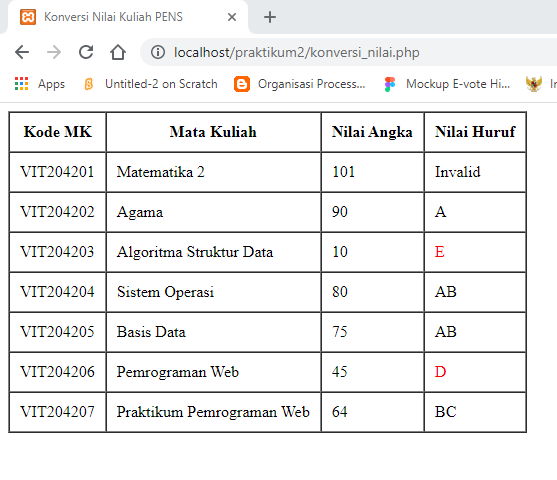 Konversi Nilai Kuliah PENS
localhost/praktikum2/konversi_nilai.php
Apps Untitled-2 on Scratch Organisasi Process... Mockup E-vote Hi...
Kode MK Mata Kuliah Nilai Angka Nilai Huruf
VIT204201 Matematika 2 101 Invalid
VIT204202 Agama 90 A
VIT204203 Algoritma Struktur Data 10 E
VIT204204 Sistem Operasi 80 AB
VIT204205 Basis Data 75 AB
VIT204206 Pemrograman Web 45 D
VIT204207 Praktikum Pemrograman Web 64 BC